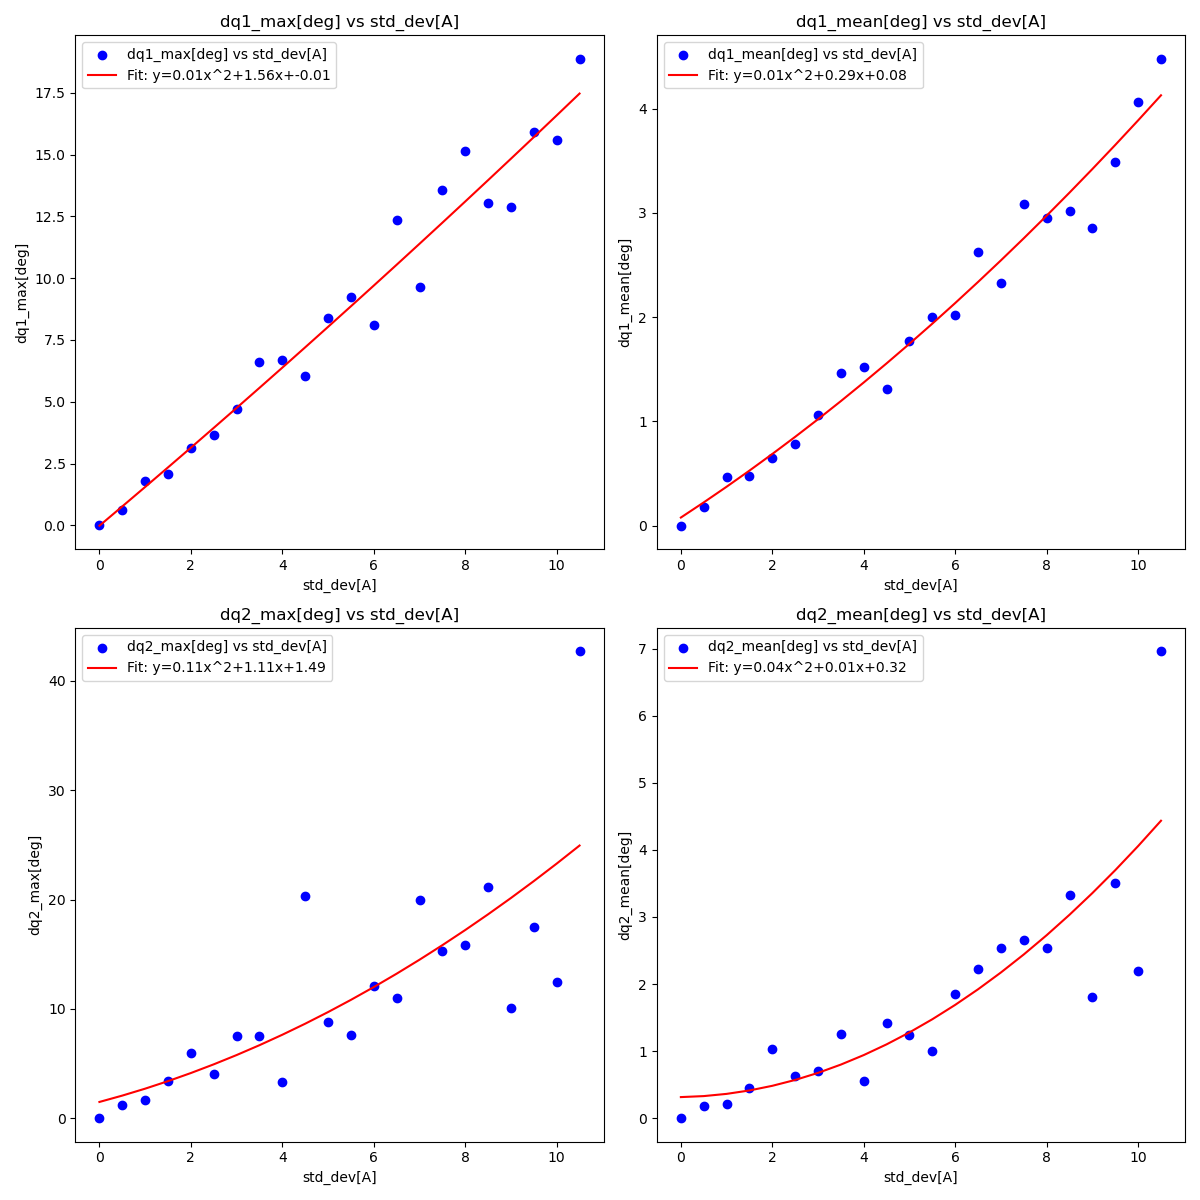 dq1_max[deg] vs std_dev[A]
dq1_max[deg] vs std_dev[A]
Fit: y=0.01x^2+1.56x+-0.01
17.5
15.0
12.5
10.0
7.5
5.0
2.5
0.0
dq1_max[deg]
0 2 4 6 8 10
std_dev[A]
dq1_mean[deg] vs std_dev[A]
dq1_mean[deg] vs std_dev[A]
Fit: y=0.01x^2+0.29x+0.08
4
3
2
1
0
dq1_mean[deg]
0 2 4 6 8 10
std_dev[A]
dq2_max[deg] vs std_dev[A]
dq2_max[deg] vs std_dev[A]
Fit: y=0.11x^2+1.11x+1.49
40
30
20
10
0
dq2_max[deg]
0 2 4 6 8 10
std_dev[A]
dq2_mean[deg] vs std_dev[A]
dq2_mean[deg] vs std_dev[A]
Fit: y=0.04x^2+0.01x+0.32
7
6
5
4
3
2
1
0
dq2_mean[deg]
0 2 4 6 8 10
std_dev[A]